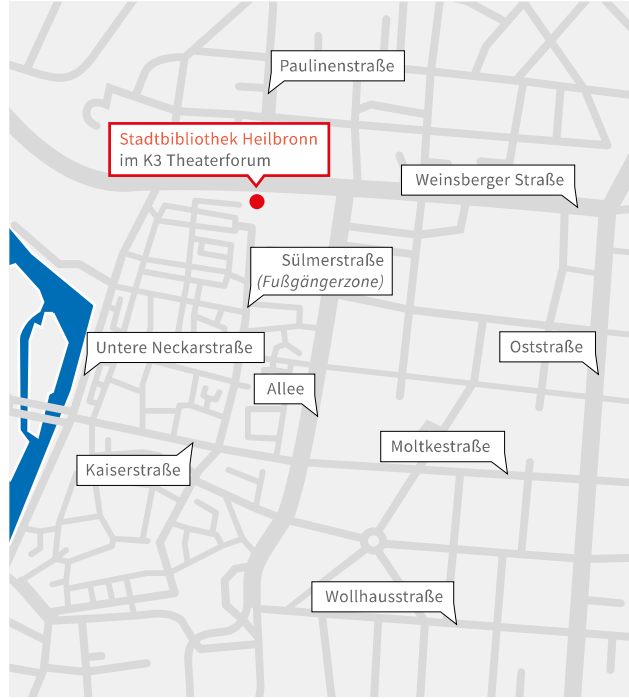 Paulinenstraße
Stadtbibliothek Heilbronn
im K3 Theaterforum
Weinsberger Straße
Sülmerstraße
(Fußgängerzone)
Untere Neckarstraße
Oststraße
Allee
Moltkestraße
Kaiserstraße
Wollhausstraße